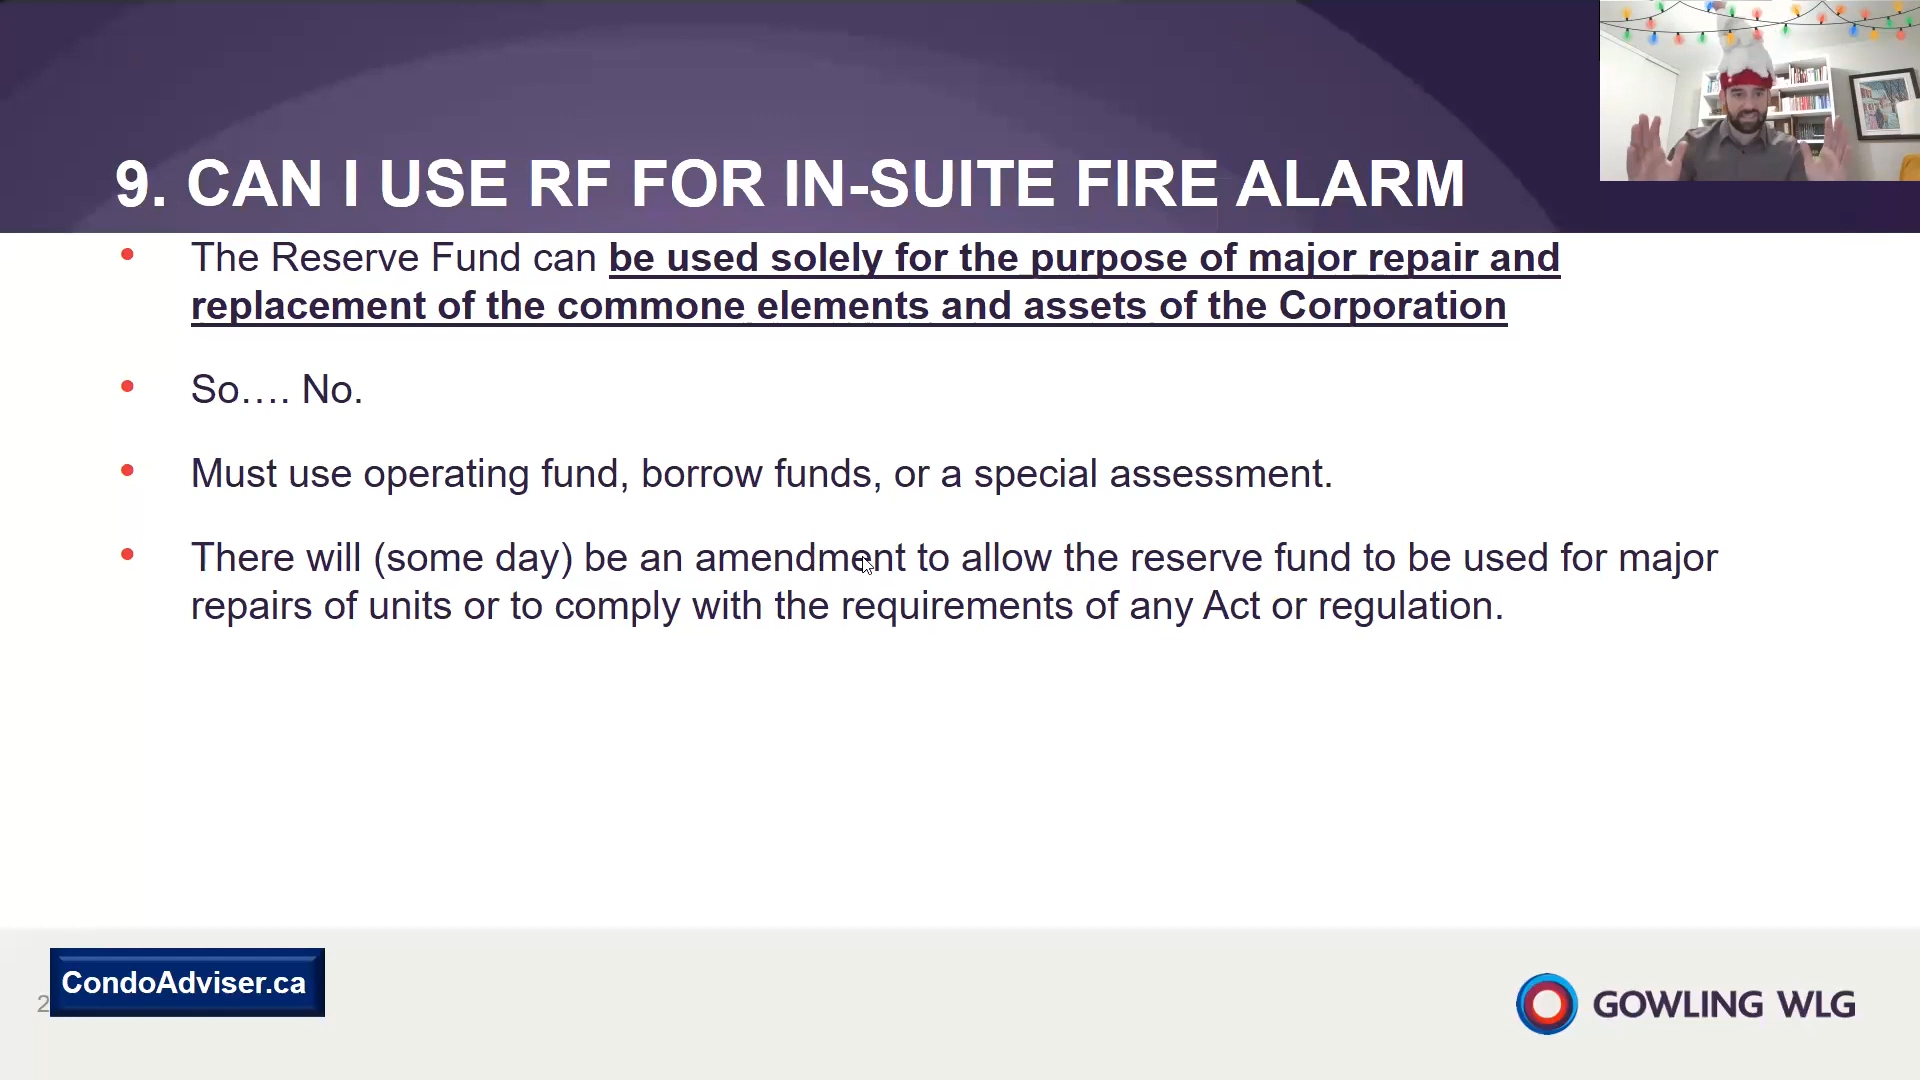 9. CAN I USE RF FOR IN-SUITE FIRE ALARM
• The Reserve Fund can be used solely for the purpose of major repair and
replacement of the commone elements and assets of the Corporation
• So…. No.
• Must use operating fund, borrow funds, or a special assessment.
• There will (some day) be an amendment to allow the reserve fund to be used for major
repairs of units or to comply with the requirements of any Act or regulation.
2
CondoAdviser.ca
GOWLING WLG